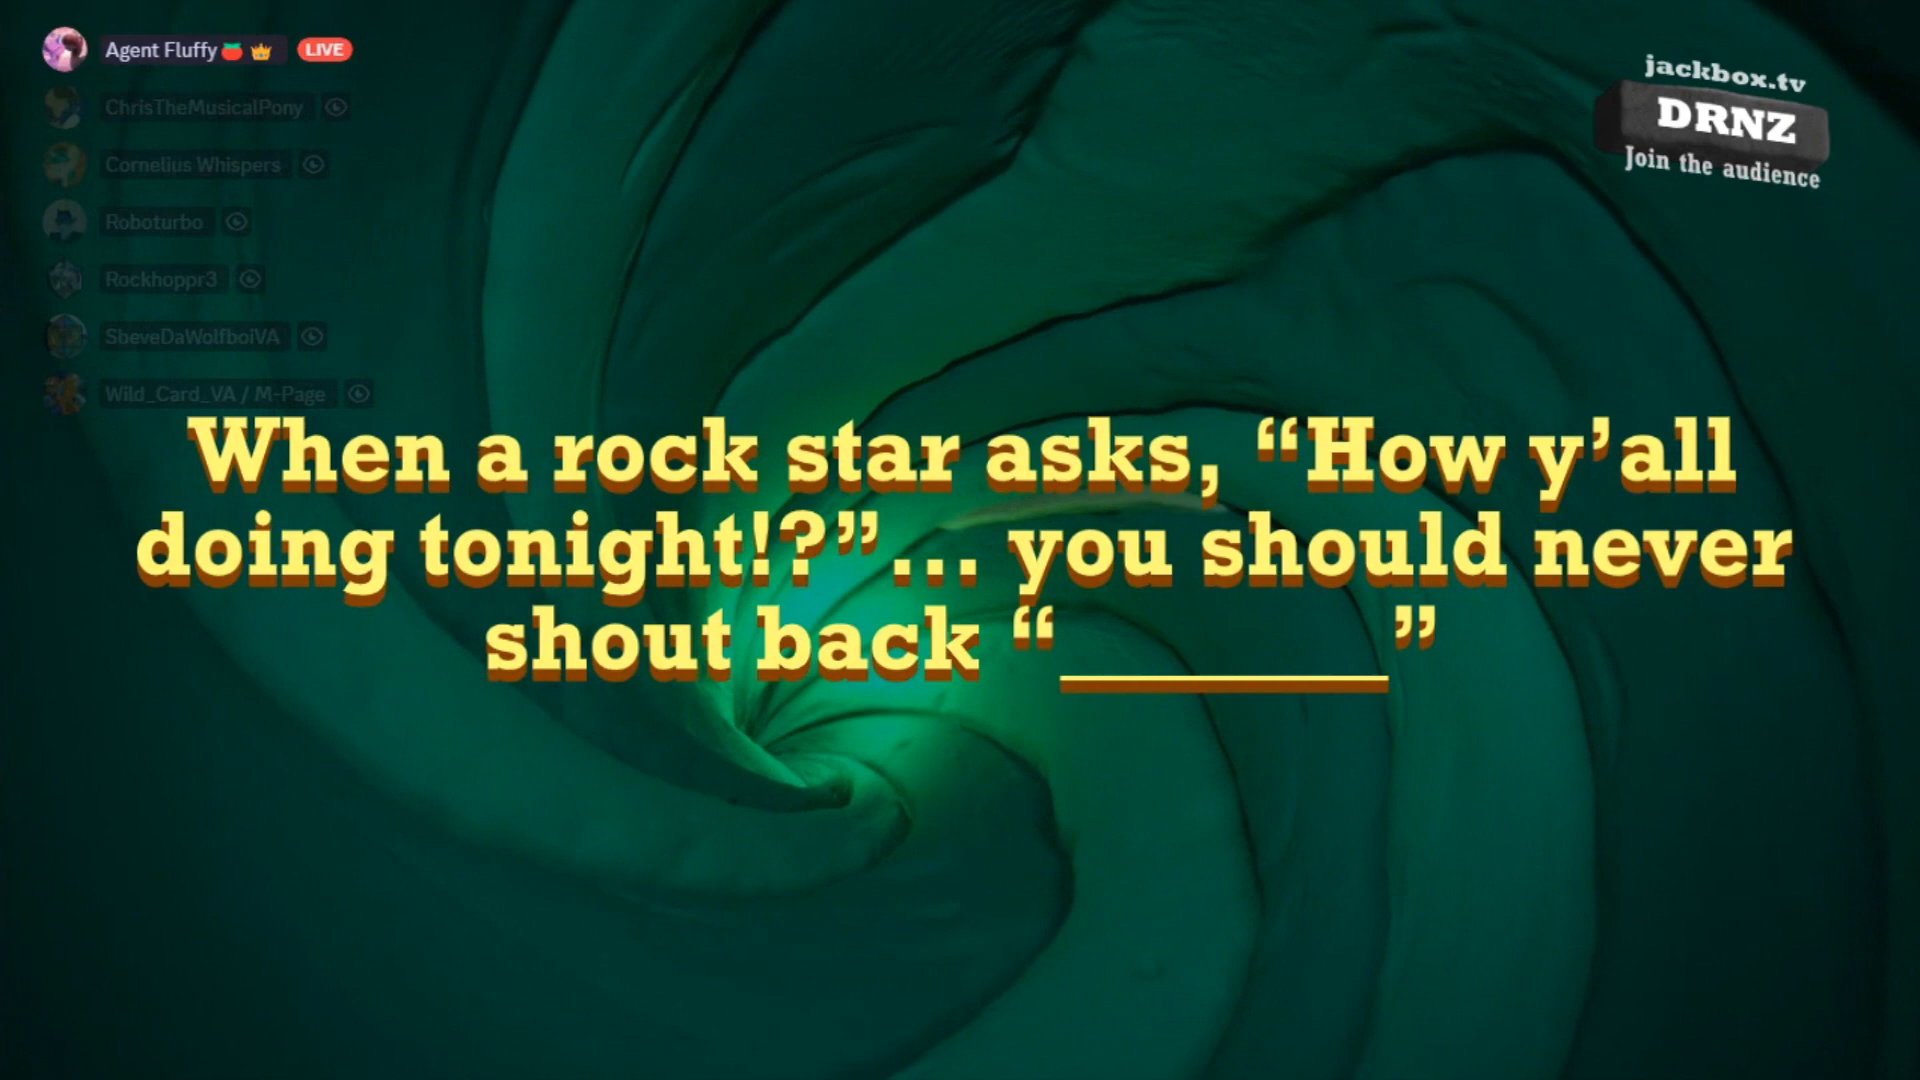 Agent Fluffy🍅👑 LIVE
ChrisTheMusicalPony
Cornelius Whispers
Roboturbo
Rockhoppr3
SbeveDaWolfboiVA
Wild_Card_VA / M-Page
jackbox.tv
DRNZ
Join the audience
When a rock star asks, “How y’all
doing tonight!?”... you should never
shout back “________”